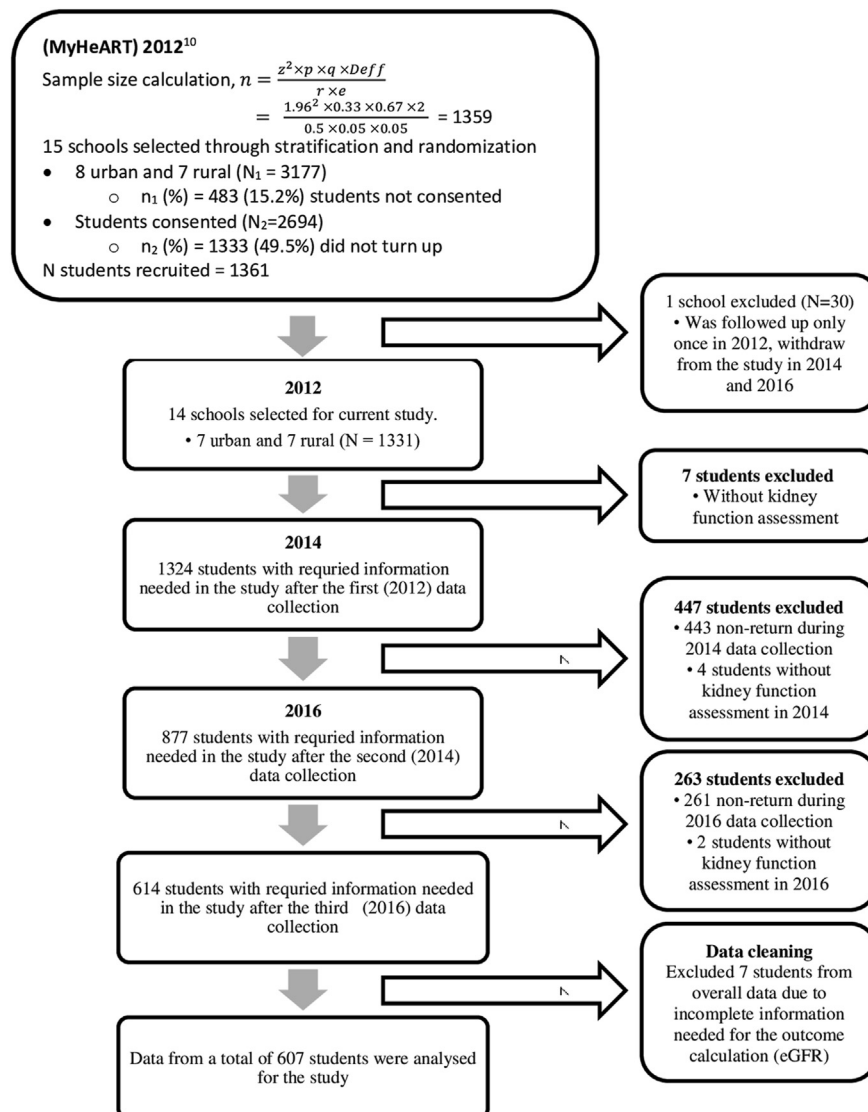 (MyHeART) 2012¹⁰
Sample size calculation, n = z² × p × q × Deff / r × e
= 1.96² × 0.33 × 0.67 × 2 / 0.5 × 0.05 × 0.05 = 1359
15 schools selected through stratification and randomization
• 8 urban and 7 rural (N₁ = 3177)
o n₁ (%) = 483 (15.2%) students not consented
• Students consented (N₂=2694)
o n₂ (%) = 1333 (49.5%) did not turn up
N students recruited = 1361
1 school excluded (N=30)
• Was followed up only
once in 2012, withdraw
from the study in 2014
and 2016
2012
14 schools selected for current study.
• 7 urban and 7 rural (N = 1331)
7 students excluded
• Without kidney
function assessment
2014
1324 students with requried information
needed in the study after the first (2012) data
collection
447 students excluded
• 443 non-return during
2014 data collection
• 4 students without
kidney function
assessment in 2014
2016
877 students with requried information
needed in the study after the second (2014)
data collection
263 students excluded
• 261 non-return during
2016 data collection
• 2 students without
kidney function
assessment in 2016
614 students with requried information needed
in the study after the third (2016) data
collection
Data cleaning
Excluded 7 students from
overall data due to
incomplete information
needed for the outcome
calculation (eGFR)
Data from a total of 607 students were analysed
for the study